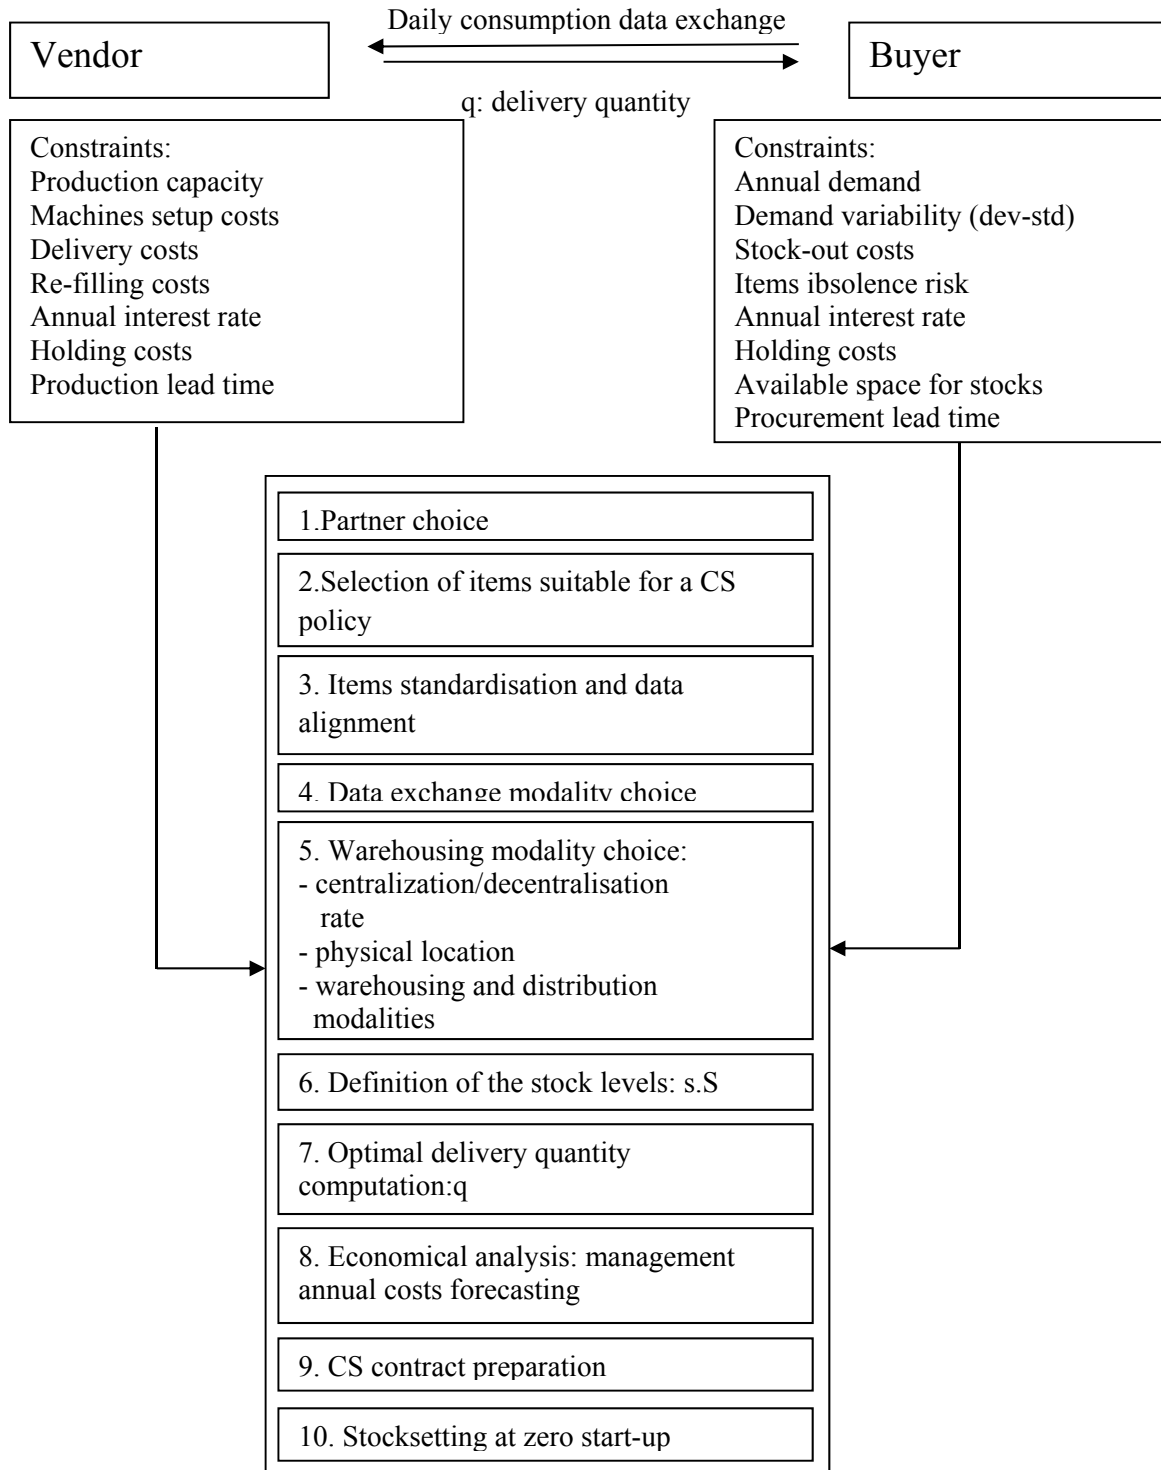 Daily consumption data exchange
Vendor
Buyer
q: delivery quantity
Constraints:
Production capacity
Machines setup costs
Delivery costs
Re-filling costs
Annual interest rate
Holding costs
Production lead time
Constraints:
Annual demand
Demand variability (dev-std)
Stock-out costs
Items ibsolence risk
Annual interest rate
Holding costs
Available space for stocks
Procurement lead time
1.Partner choice
2.Selection of items suitable for a CS
policy
3. Items standardisation and data
alignment
4. Data exchange modality choice
5. Warehousing modality choice:
- centralization/decentralisation
rate
- physical location
- warehousing and distribution
modalities
6. Definition of the stock levels: s.S
7. Optimal delivery quantity
computation:q
8. Economical analysis: management
annual costs forecasting
9. CS contract preparation
10. Stocksetting at zero start-up